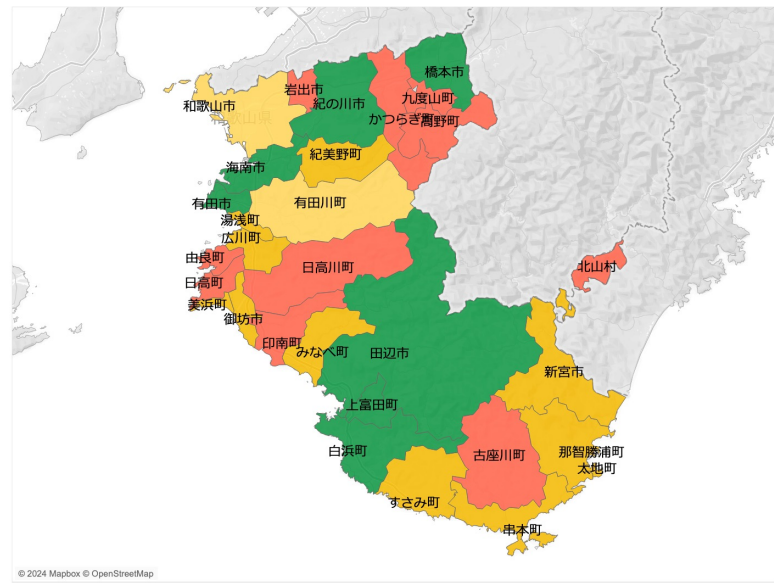 橋本市
岩出市
九度山町
紀の川市
和歌山市
かつらぎ町
高野町
和歌山県
紀美野町
海南市
有田市
有田川町
湯浅町
広川町
由良町
日高川町
北山村
日高町
美浜町
御坊市
印南町
みなべ町
田辺市
新宮市
上富田町
白浜町
古座川町
那智勝浦町
太地町
すさみ町
串本町
© 2024 Mapbox © OpenStreetMap